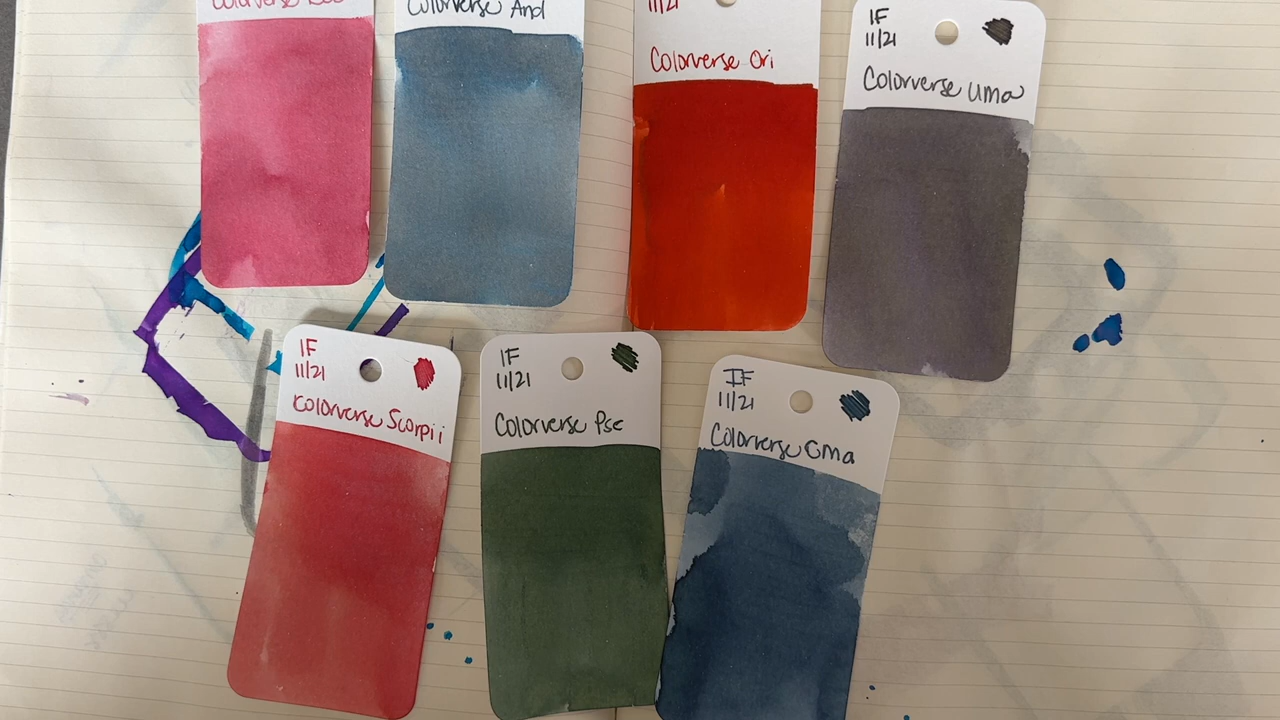 Colorverse
Colorverse And
11/21
Colorverse Ori
IF
11/21
Colorverse Uma
IF
11/21
Colorverse Scorpii
IF
11/21
Colorverse Psc
IF
11/21
Colorverse Cma